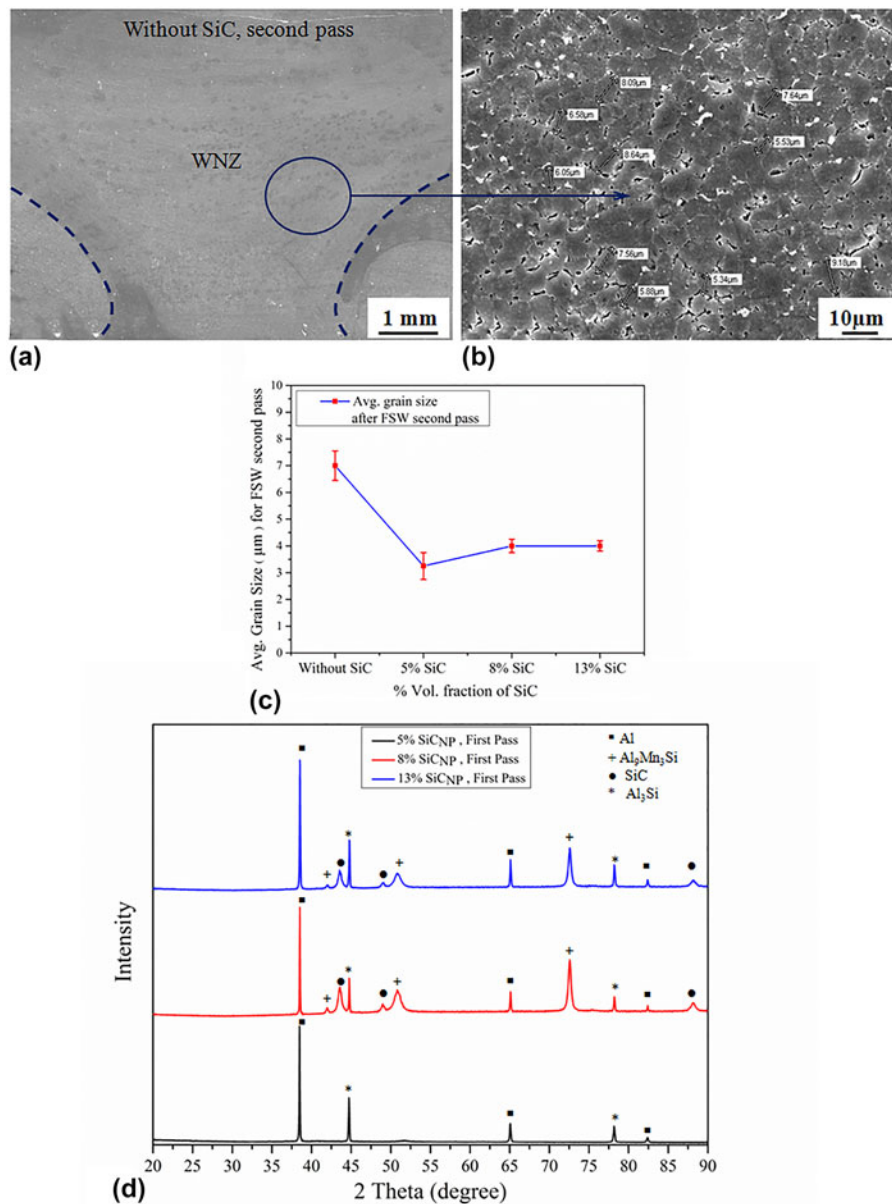 Without SiC, second pass
WNZ
1 mm
(a)
8.09µm
7.64µm
6.58µm
5.53µm
8.64µm
6.05µm
7.56µm
9.18µm
5.34µm
5.88µm
10µm
(b)
Avg. Grain Size ( µm ) for FSW second pass
10
9
8
7
6
5
4
3
2
1
0
Avg. grain size
after FSW second pass
Without SiC 5% SiC 8% SiC 13% SiC
% Vol. fraction of SiC
(c)
Intensity
5% SiCNP , First Pass
8% SiCNP , First Pass
13% SiCNP , First Pass
▪ Al
+ Al9Mn3Si
● SiC
* Al3Si
20 25 30 35 40 45 50 55 60 65 70 75 80 85 90
2 Theta (degree)
(d)